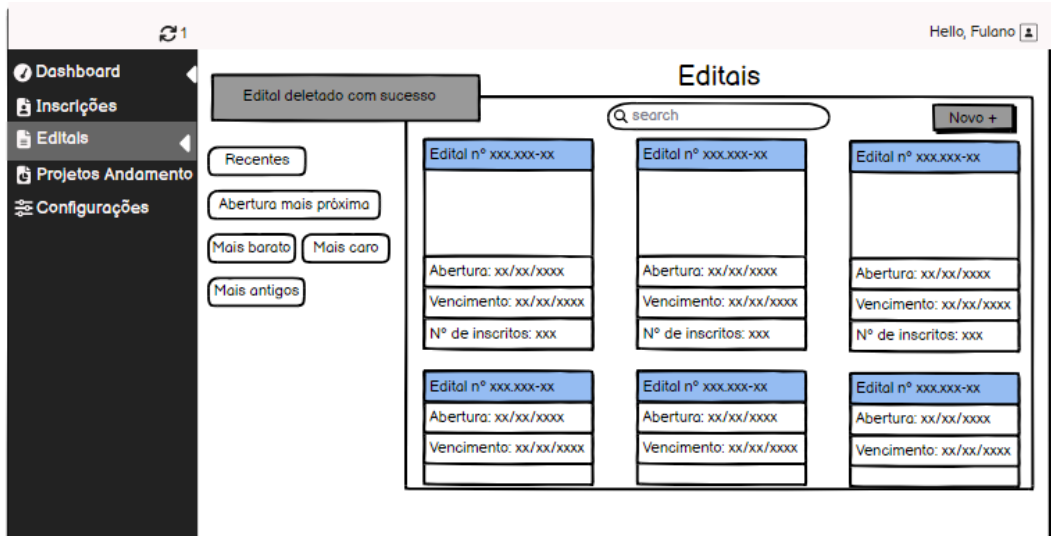 1
Hello, Fulano
Dashboard
Inscrições
Editais
Projetos Andamento
Configurações
Edital deletado com sucesso
Editais
search
Novo +
Recentes
Abertura mais próxima
Mais barato
Mais caro
Mais antigos
Edital nº xxx.xxx-xx
Abertura: xx/xx/xxxx
Vencimento: xx/xx/xxxx
Nº de inscritos: xxx
Edital nº xxx.xxx-xx
Abertura: xx/xx/xxxx
Vencimento: xx/xx/xxxx
Nº de inscritos: xxx
Edital nº xxx.xxx-xx
Abertura: xx/xx/xxxx
Vencimento: xx/xx/xxxx
Nº de inscritos: xxx
Edital nº xxx.xxx-xx
Abertura: xx/xx/xxxx
Vencimento: xx/xx/xxxx
Edital nº xxx.xxx-xx
Abertura: xx/xx/xxxx
Vencimento: xx/xx/xxxx
Edital nº xxx.xxx-xx
Abertura: xx/xx/xxxx
Vencimento: xx/xx/xxxx